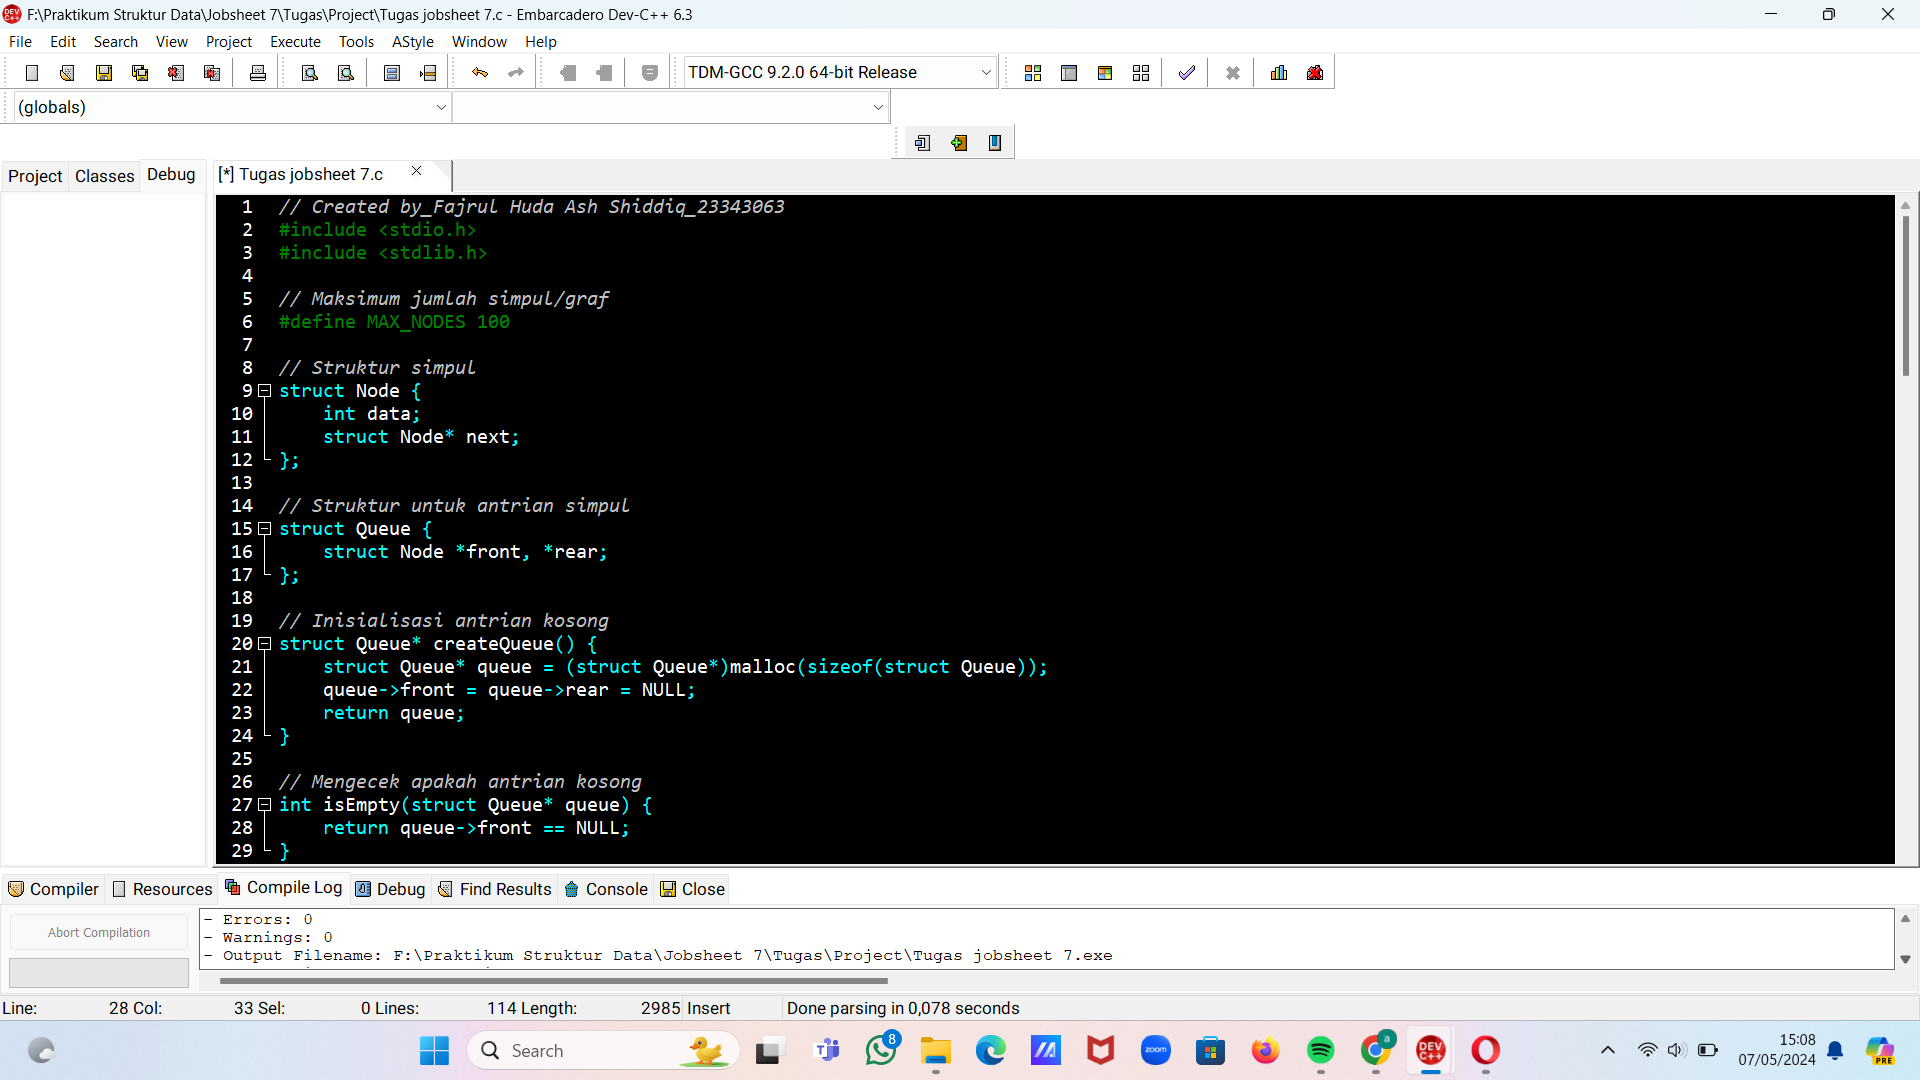 F:\Praktikum Struktur Data\Jobsheet 7\Tugas\Project\Tugas jobsheet 7.c - Embarcadero Dev-C++ 6.3
File Edit Search View Project Execute Tools AStyle Window Help
TDM-GCC 9.2.0 64-bit Release
(globals)
Project Classes Debug [*] Tugas jobsheet 7.c
1 // Created by_Fajrul Huda Ash Shiddiq_23343063
2 #include <stdio.h>
3 #include <stdlib.h>
4
5 // Maksimum jumlah simpul/graf
6 #define MAX_NODES 100
7
8 // Struktur simpul
9 struct Node {
10 int data;
11 struct Node* next;
12 };
13
14 // Struktur untuk antrian simpul
15 struct Queue {
16 struct Node *front, *rear;
17 };
18
19 // Inisialisasi antrian kosong
20 struct Queue* createQueue() {
21 struct Queue* queue = (struct Queue*)malloc(sizeof(struct Queue));
22 queue->front = queue->rear = NULL;
23 return queue;
24 }
25
26 // Mengecek apakah antrian kosong
27 int isEmpty(struct Queue* queue) {
28 return queue->front == NULL;
29 }
Compiler Resources Compile Log Debug Find Results Console Close
Abort Compilation
- Errors: 0
- Warnings: 0
- Output Filename: F:\Praktikum Struktur Data\Jobsheet 7\Tugas\Project\Tugas jobsheet 7.exe
Line: 28 Col: 33 Sel: 0 Lines: 114 Length: 2985 Insert Done parsing in 0,078 seconds
Search
8
zoom
a
DEV C++
15:08
07/05/2024
PRE